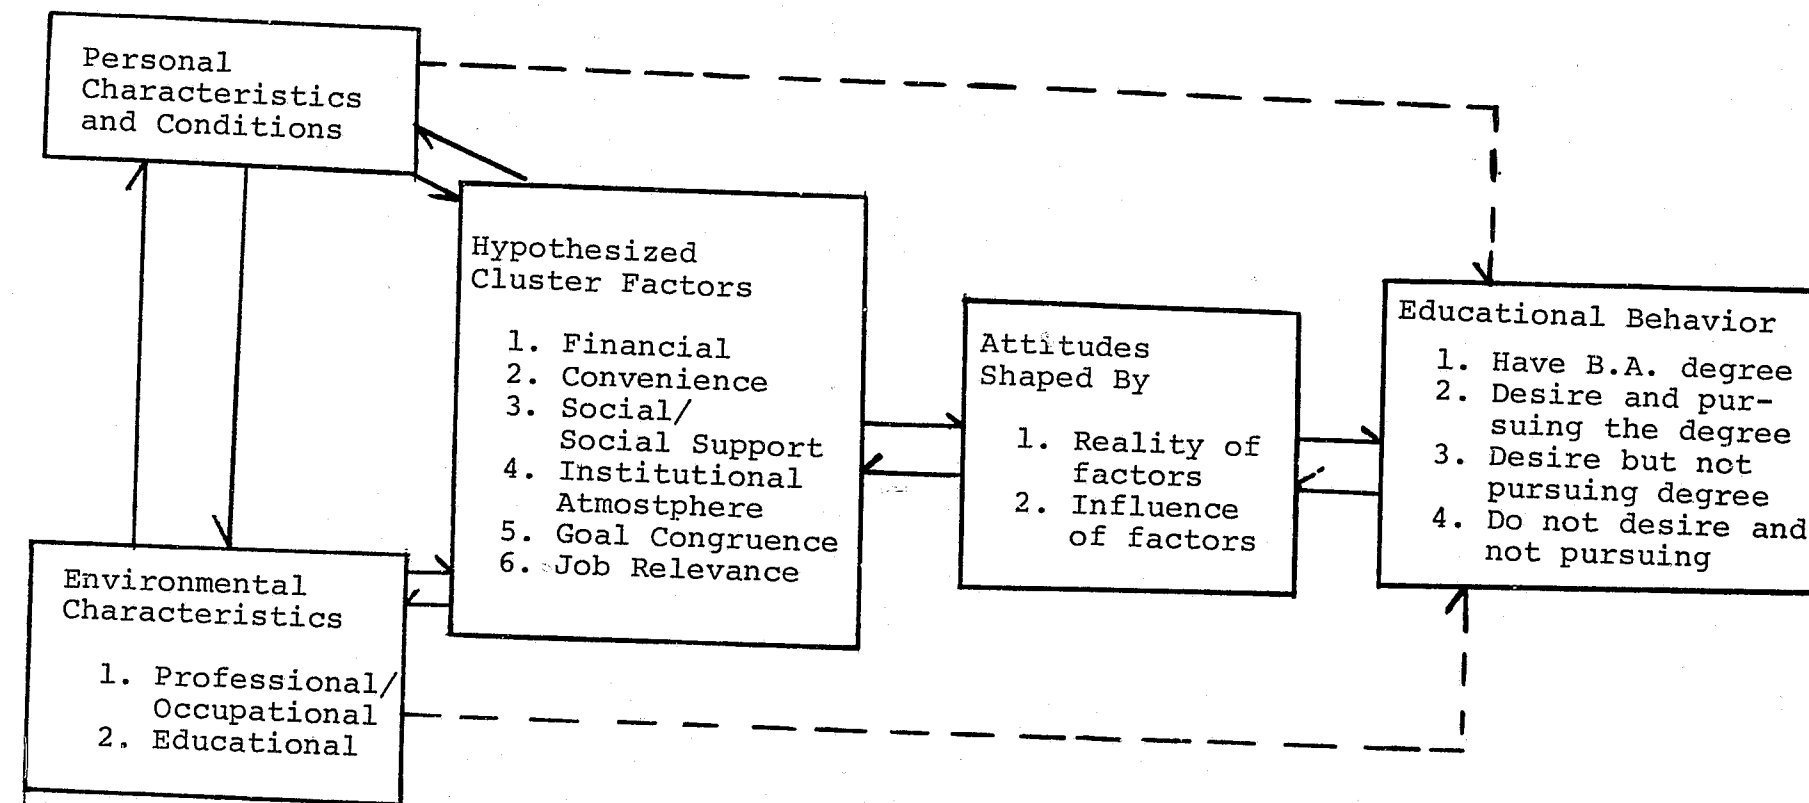 Personal
Characteristics
and Conditions
Hypothesized
Cluster Factors
1. Financial
2. Convenience
3. Social/
Social Support
4. Institutional
Atmostphere
5. Goal Congruence
6. Job Relevance
Environmental
Characteristics
1. Professional/
Occupational
2. Educational
Attitudes
Shaped By
1. Reality of
factors
2. Influence
of factors
Educational Behavior
1. Have B.A. degree
2. Desire and pur-
suing the degree
3. Desire but not
pursuing degree
4. Do not desire and
not pursuing